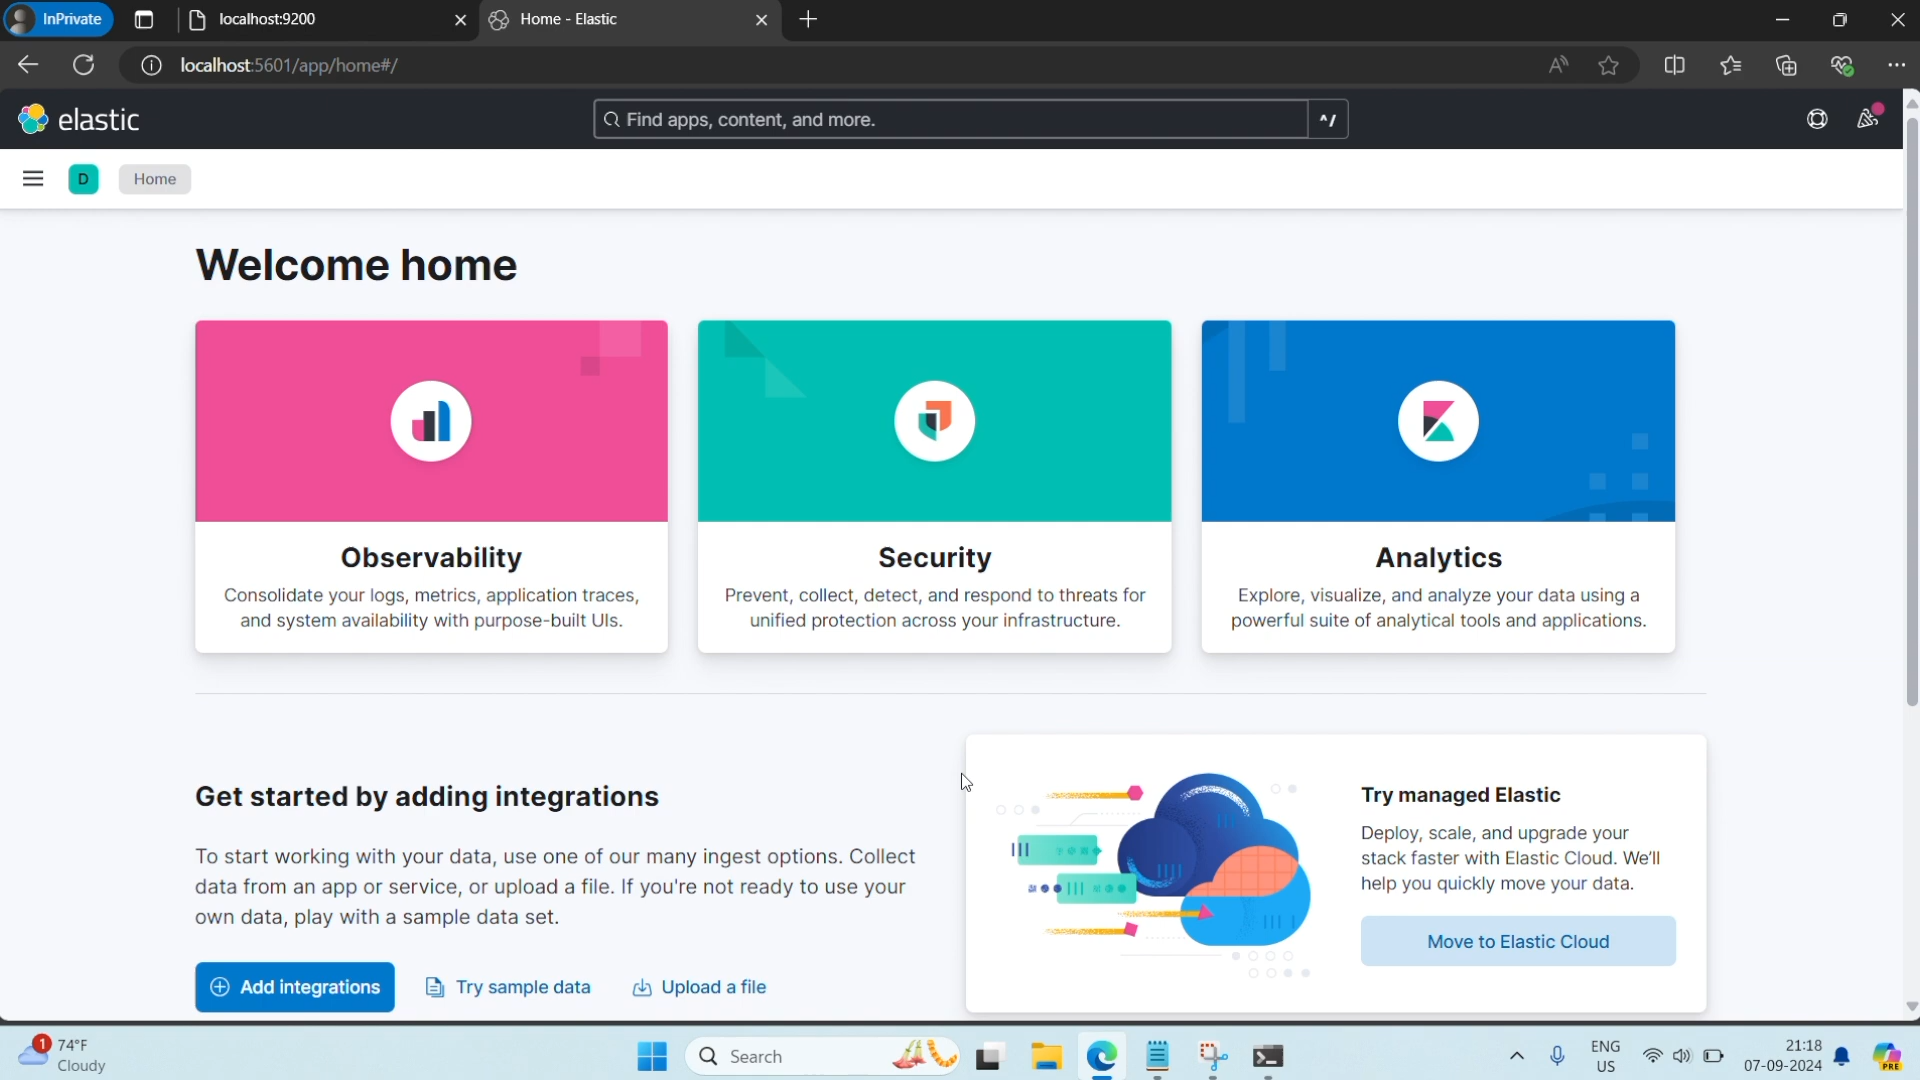 InPrivate
localhost:9200
Home - Elastic
localhost:5601/app/home#/
elastic
Find apps, content, and more.
^/
D
Home
Welcome home
Observability
Consolidate your logs, metrics, application traces,
and system availability with purpose-built UIs.
Security
Prevent, collect, detect, and respond to threats for
unified protection across your infrastructure.
Analytics
Explore, visualize, and analyze your data using a
powerful suite of analytical tools and applications.
Get started by adding integrations
To start working with your data, use one of our many ingest options. Collect
data from an app or service, or upload a file. If you're not ready to use your
own data, play with a sample data set.
Add integrations
Try sample data
Upload a file
Try managed Elastic
Deploy, scale, and upgrade your
stack faster with Elastic Cloud. We'll
help you quickly move your data.
Move to Elastic Cloud
1
74°F
Cloudy
Search
ENG
US
21:18
07-09-2024
PRE